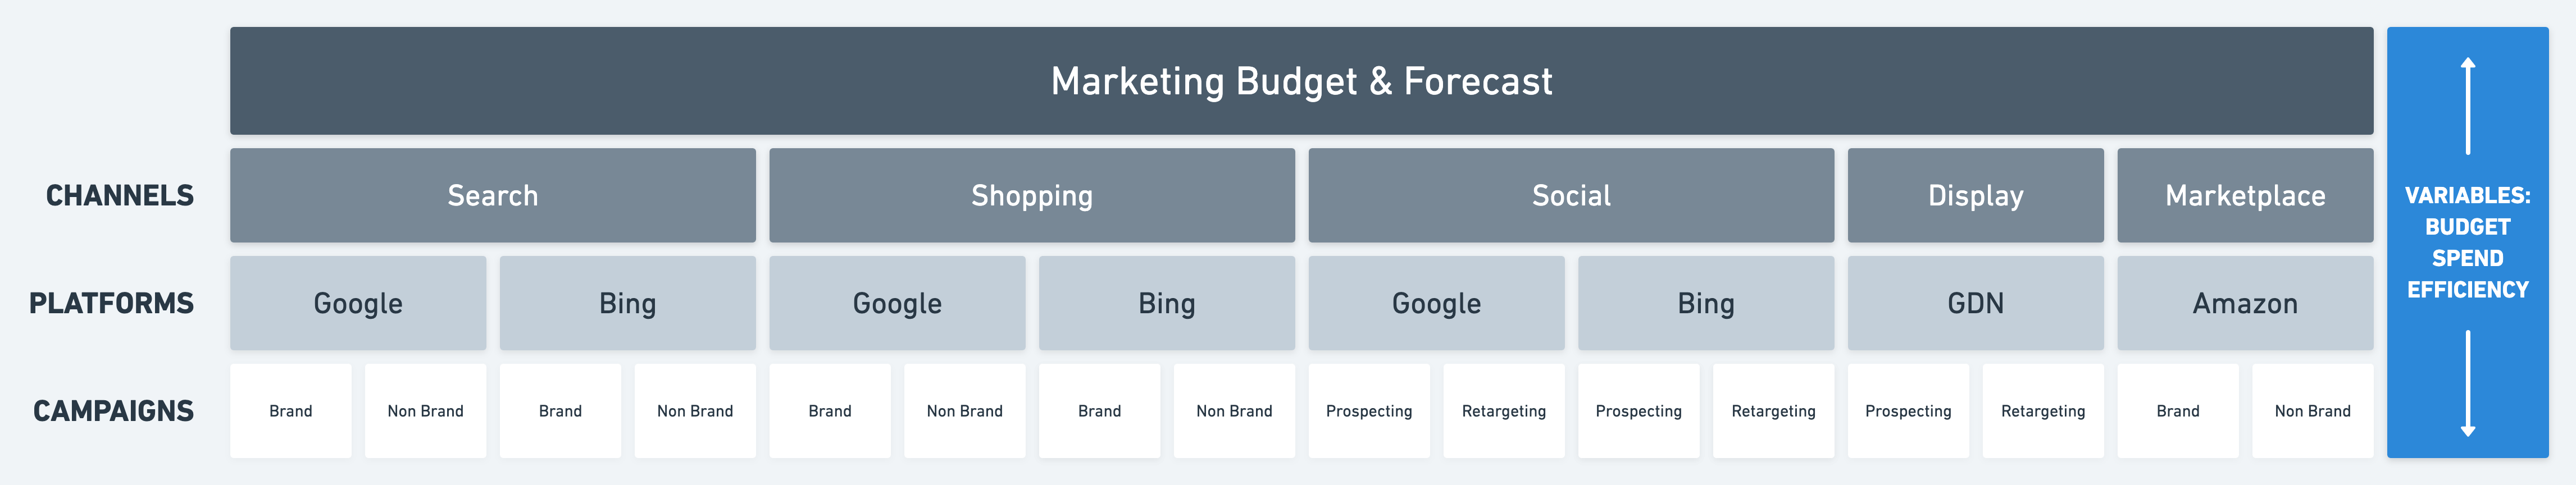 Marketing Budget & Forecast
CHANNELS
Search
Shopping
Social
Display
Marketplace
PLATFORMS
Google
Bing
Google
Bing
Google
Bing
GDN
Amazon
CAMPAIGNS
Brand
Non Brand
Brand
Non Brand
Brand
Non Brand
Brand
Non Brand
Prospecting
Retargeting
Prospecting
Retargeting
Prospecting
Retargeting
Brand
Non Brand
VARIABLES:
BUDGET
SPEND
EFFICIENCY